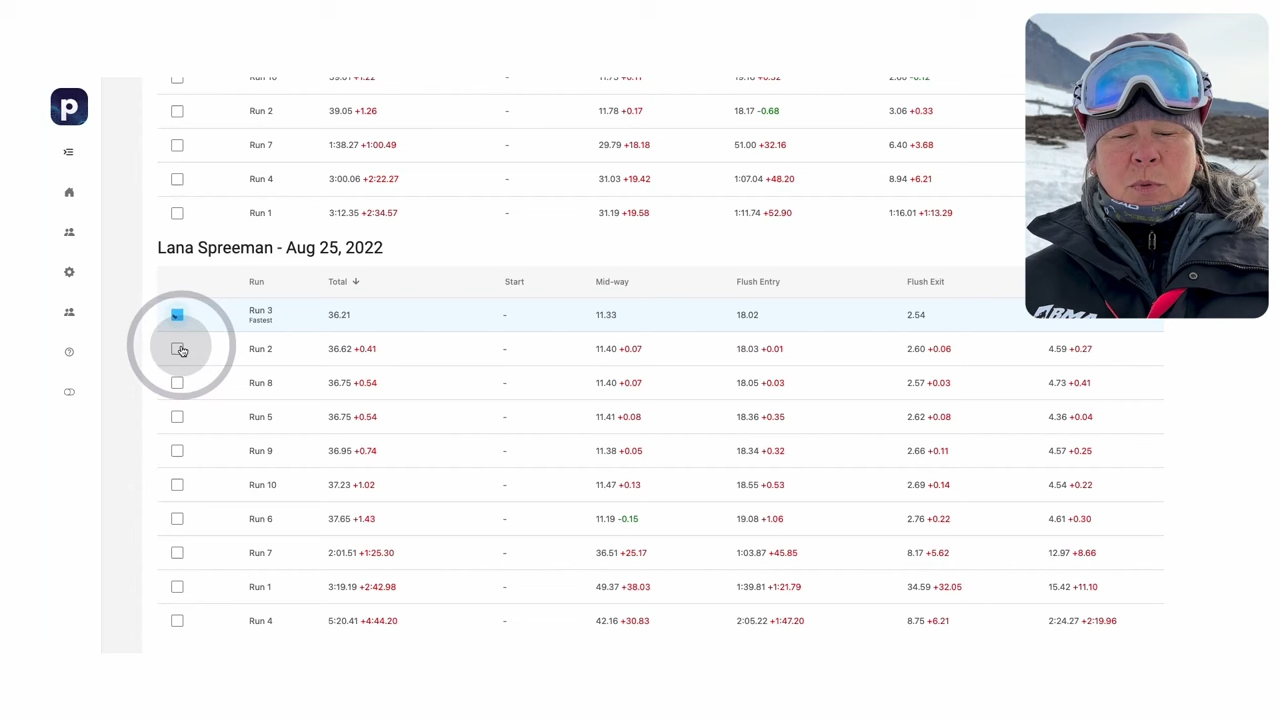 p
Run 2 39.05 +1.26 - 11.78 +0.17 18.17 -0.68 3.06 +0.33
Run 7 1:38.27 +1:00.49 - 29.79 +18.18 51.00 +32.16 6.40 +3.68
Run 4 3:00.06 +2:22.27 - 31.03 +19.42 1:07.04 +48.20 8.94 +6.21
Run 1 3:12.35 +2:34.57 - 31.19 +19.58 1:11.74 +52.90 1:16.01 +1:13.29
Lana Spreeman - Aug 25, 2022
Run Total Start Mid-way Flush Entry Flush Exit
Run 3 36.21 - 11.33 18.02 2.54
Fastest
Run 2 36.62 +0.41 - 11.40 +0.07 18.03 +0.01 2.60 +0.06 4.59 +0.27
Run 8 36.75 +0.54 - 11.40 +0.07 18.05 +0.03 2.57 +0.03 4.73 +0.41
Run 5 36.75 +0.54 - 11.41 +0.08 18.36 +0.35 2.62 +0.08 4.36 +0.04
Run 9 36.95 +0.74 - 11.38 +0.05 18.34 +0.32 2.66 +0.11 4.57 +0.25
Run 10 37.23 +1.02 - 11.47 +0.13 18.55 +0.53 2.69 +0.14 4.54 +0.22
Run 6 37.65 +1.43 - 11.19 -0.15 19.08 +1.06 2.76 +0.22 4.61 +0.30
Run 7 2:01.51 +1:25.30 - 36.51 +25.17 1:03.87 +45.85 8.17 +5.62 12.97 +8.66
Run 1 3:19.19 +2:42.98 - 49.37 +38.03 1:39.81 +1:21.79 34.59 +32.05 15.42 +11.10
Run 4 5:20.41 +4:44.20 - 42.16 +30.83 2:05.22 +1:47.20 8.75 +6.21 2:24.27 +2:19.96